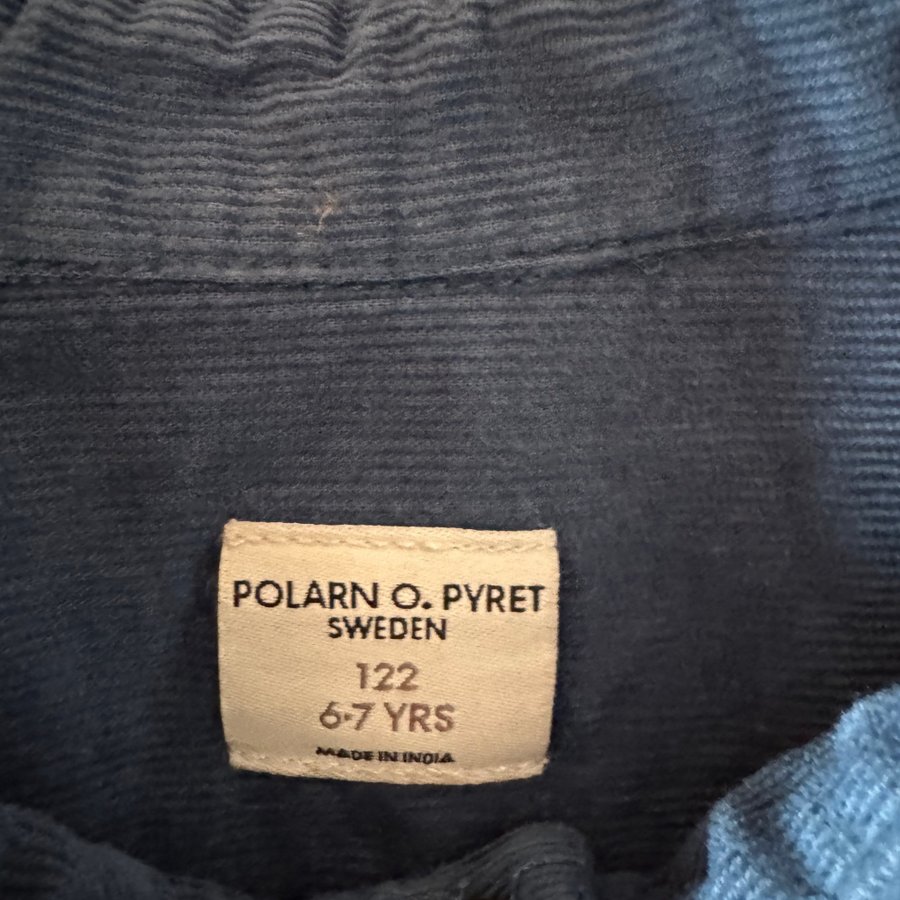 POLARN O. PYRET
SWEDEN
122
6-7 YRS
MADE IN INDIA